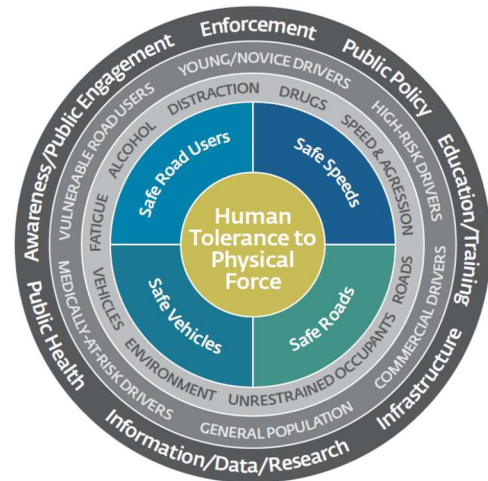 Enforcement
Public Policy
Education/Training
Infrastructure
Information/Data/Research
Public Health
Awareness/Public Engagement
YOUNG/NOVICE DRIVERS
HIGH-RISK DRIVERS
COMMERCIAL DRIVERS
GENERAL POPULATION
MEDICALLY-AT-RISK DRIVERS
VULNERABLE ROAD USERS
DISTRACTION
DRUGS
SPEED & AGRESSION
ROADS
UNRESTRAINED OCCUPANTS
ENVIRONMENT
VEHICLES
FATIGUE
ALCOHOL
Safe Road Users
Safe Speeds
Safe Roads
Safe Vehicles
Human
Tolerance to
Physical
Force